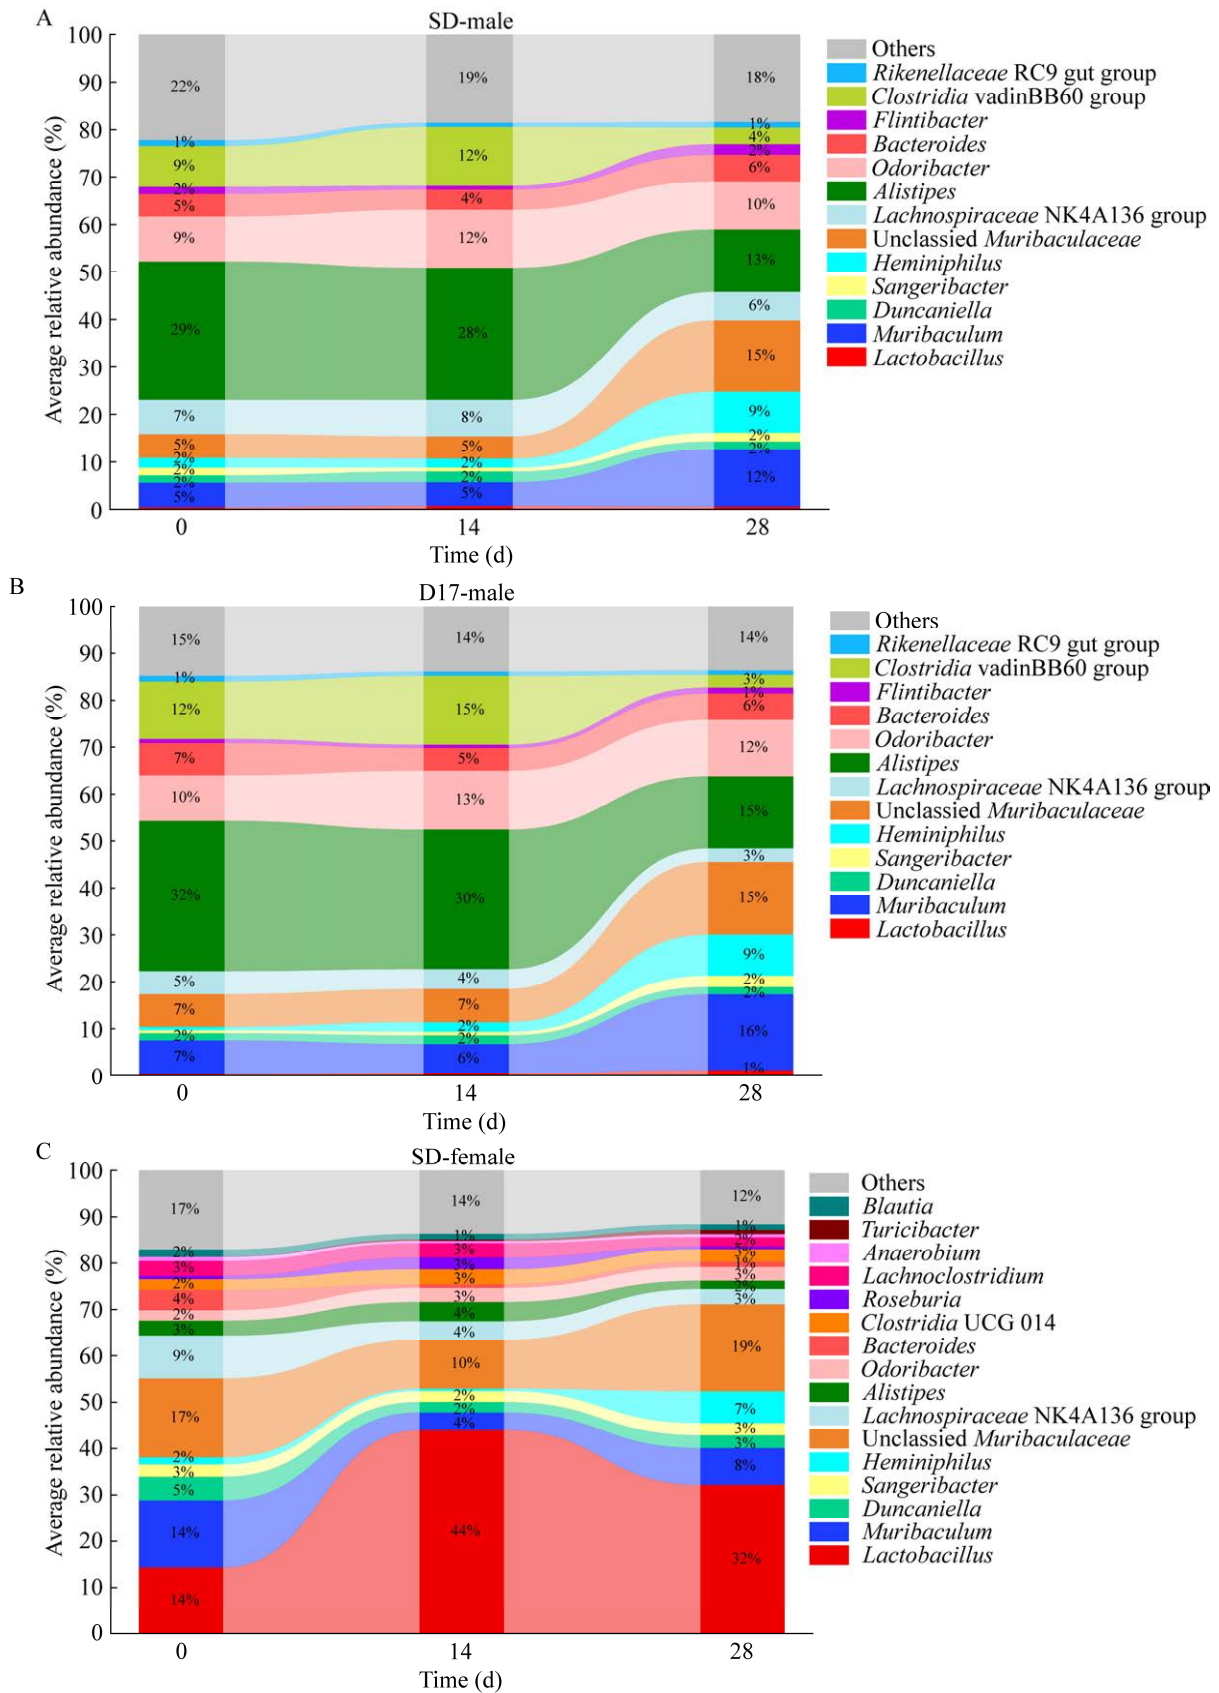 A
SD-male
Average relative abundance (%)
100
90
80
70
60
50
40
30
20
10
0
22%
1%
9%
2%
5%
9%
29%
7%
5%
2%
2%
2%
5%
19%
12%
4%
12%
28%
8%
5%
2%
2%
5%
18%
1%
4%
2%
6%
10%
13%
6%
15%
9%
2%
2%
12%
0 14 28
Time (d)
Others
Rikenellaceae RC9 gut group
Clostridia vadinBB60 group
Flintibacter
Bacteroides
Odoribacter
Alistipes
Lachnospiraceae NK4A136 group
Unclassied Muribaculaceae
Heminiphilus
Sangeribacter
Duncaniella
Muribaculum
Lactobacillus
B
D17-male
Average relative abundance (%)
100
90
80
70
60
50
40
30
20
10
0
15%
1%
12%
7%
10%
32%
5%
7%
2%
7%
14%
15%
5%
13%
30%
4%
7%
2%
2%
6%
14%
3%
1%
6%
12%
15%
3%
15%
9%
2%
2%
16%
1%
0 14 28
Time (d)
Others
Rikenellaceae RC9 gut group
Clostridia vadinBB60 group
Flintibacter
Bacteroides
Odoribacter
Alistipes
Lachnospiraceae NK4A136 group
Unclassied Muribaculaceae
Heminiphilus
Sangeribacter
Duncaniella
Muribaculum
Lactobacillus
C
SD-female
Average relative abundance (%)
100
90
80
70
60
50
40
30
20
10
0
17%
2%
3%
2%
4%
2%
3%
9%
17%
2%
3%
5%
14%
14%
14%
1%
3%
3%
3%
3%
4%
4%
10%
2%
2%
4%
44%
12%
1%
3%
1%
3%
2%
3%
19%
7%
3%
3%
8%
32%
0 14 28
Time (d)
Others
Blautia
Turicibacter
Anaerobium
Lachnoclostridium
Roseburia
Clostridia UCG 014
Bacteroides
Odoribacter
Alistipes
Lachnospiraceae NK4A136 group
Unclassied Muribaculaceae
Heminiphilus
Sangeribacter
Duncaniella
Muribaculum
Lactobacillus